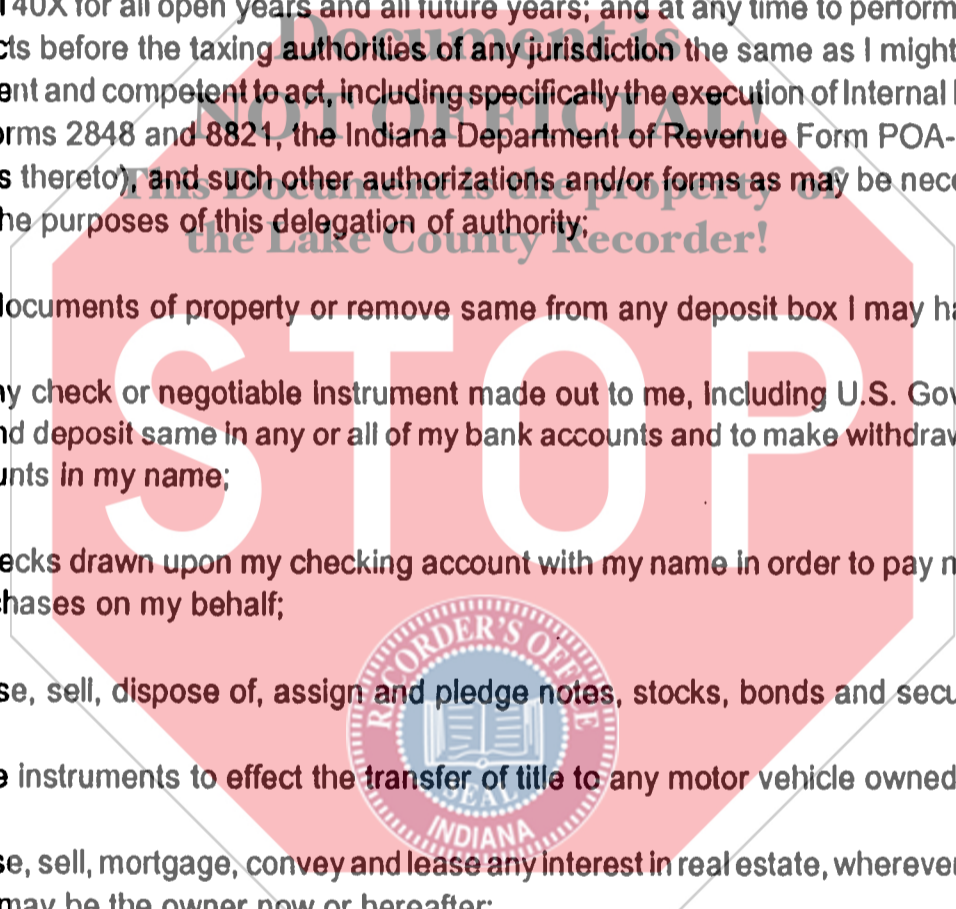 40X for all open years and all future years; and at any time to perform
Document is
cts before the taxing authorities of any jurisdiction the same as I might
ent and competent to act, including specifically the execution of Internal
NOT OFFICIAL!
orms 2848 and 8821, the Indiana Department of Revenue Form POA-
s thereto), and such other authorizations and/or forms as may be nece
This Document is the property of
he purposes of this delegation of authority;
the Lake County Recorder!
documents of property or remove same from any deposit box I may ha
STOP
ny check or negotiable instrument made out to me, including U.S. Gov
nd deposit same in any or all of my bank accounts and to make withdraw
unts in my name;
ecks drawn upon my checking account with my name in order to pay m
hases on my behalf;
RECORDER'S OFFICE
se, sell, dispose of, assign and pledge notes, stocks, bonds and secu
e instruments to effect the transfer of title to any motor vehicle owned
SEAL
INDIANA
se, sell, mortgage, convey and lease any interest in real estate, wherever
may be the owner now or hereafter;